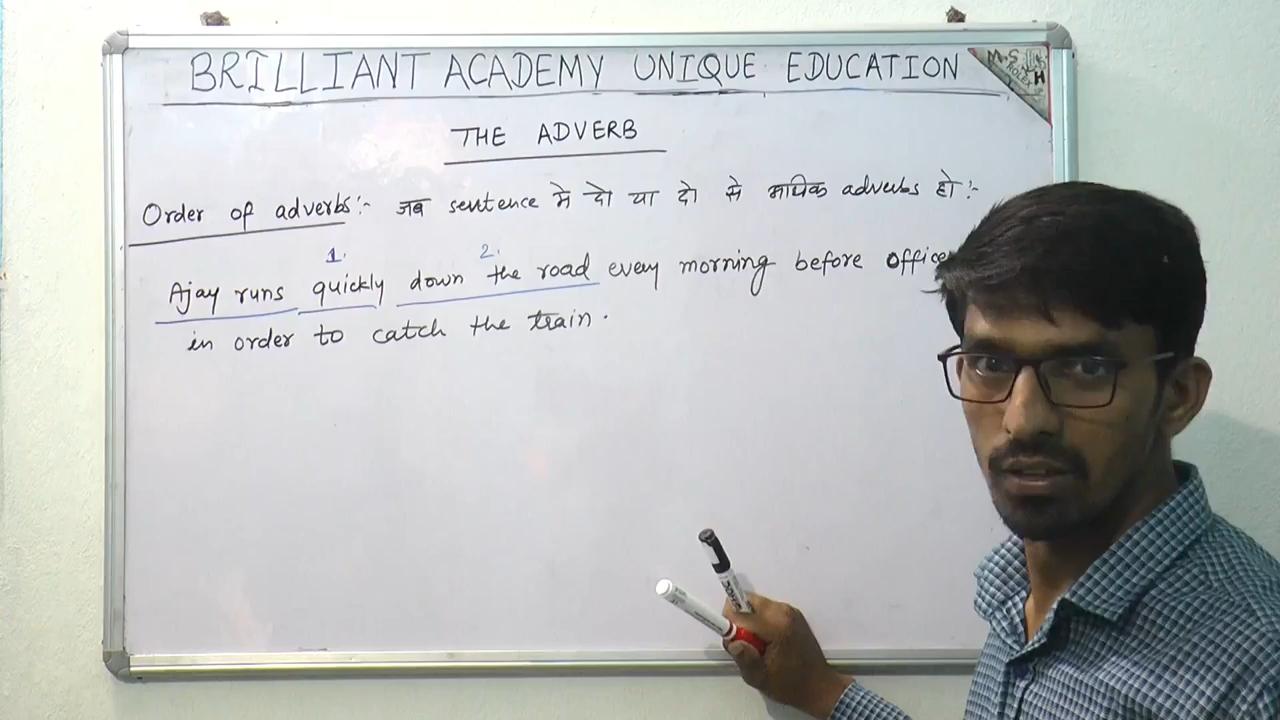 BRILLIANT ACADEMY UNIQUE EDUCATION
THE ADVERB
Order of adverbs:- जब sentence में दो या दो से अधिक adverbs हो:-
1. 2.
Ajay runs quickly down the road every morning before office
in order to catch the train.